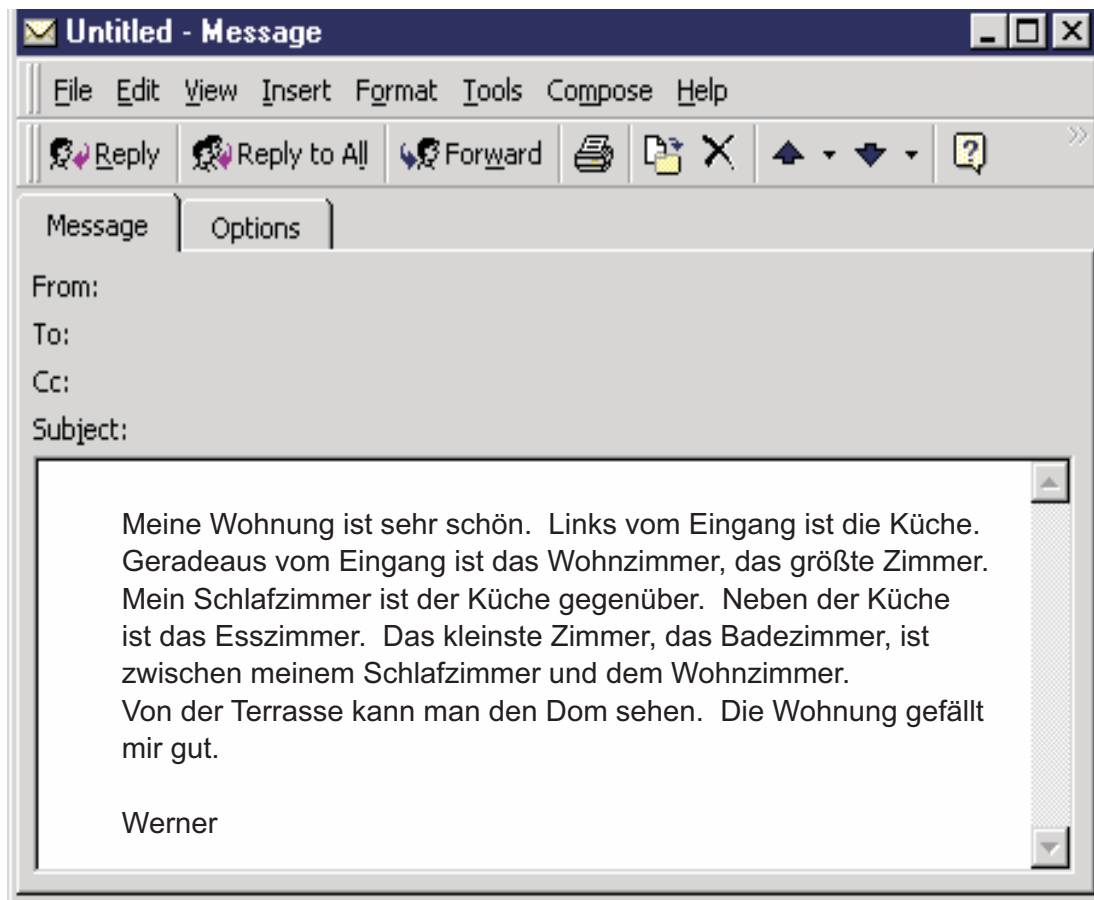 Untitled - Message
File Edit View Insert Format Tools Compose Help
Reply Reply to All Forward
Message Options
From:
To:
Cc:
Subject:
Meine Wohnung ist sehr schön. Links vom Eingang ist die Küche.
Geradeaus vom Eingang ist das Wohnzimmer, das größte Zimmer.
Mein Schlafzimmer ist der Küche gegenüber. Neben der Küche
ist das Esszimmer. Das kleinste Zimmer, das Badezimmer, ist
zwischen meinem Schlafzimmer und dem Wohnzimmer.
Von der Terrasse kann man den Dom sehen. Die Wohnung gefällt
mir gut.
Werner